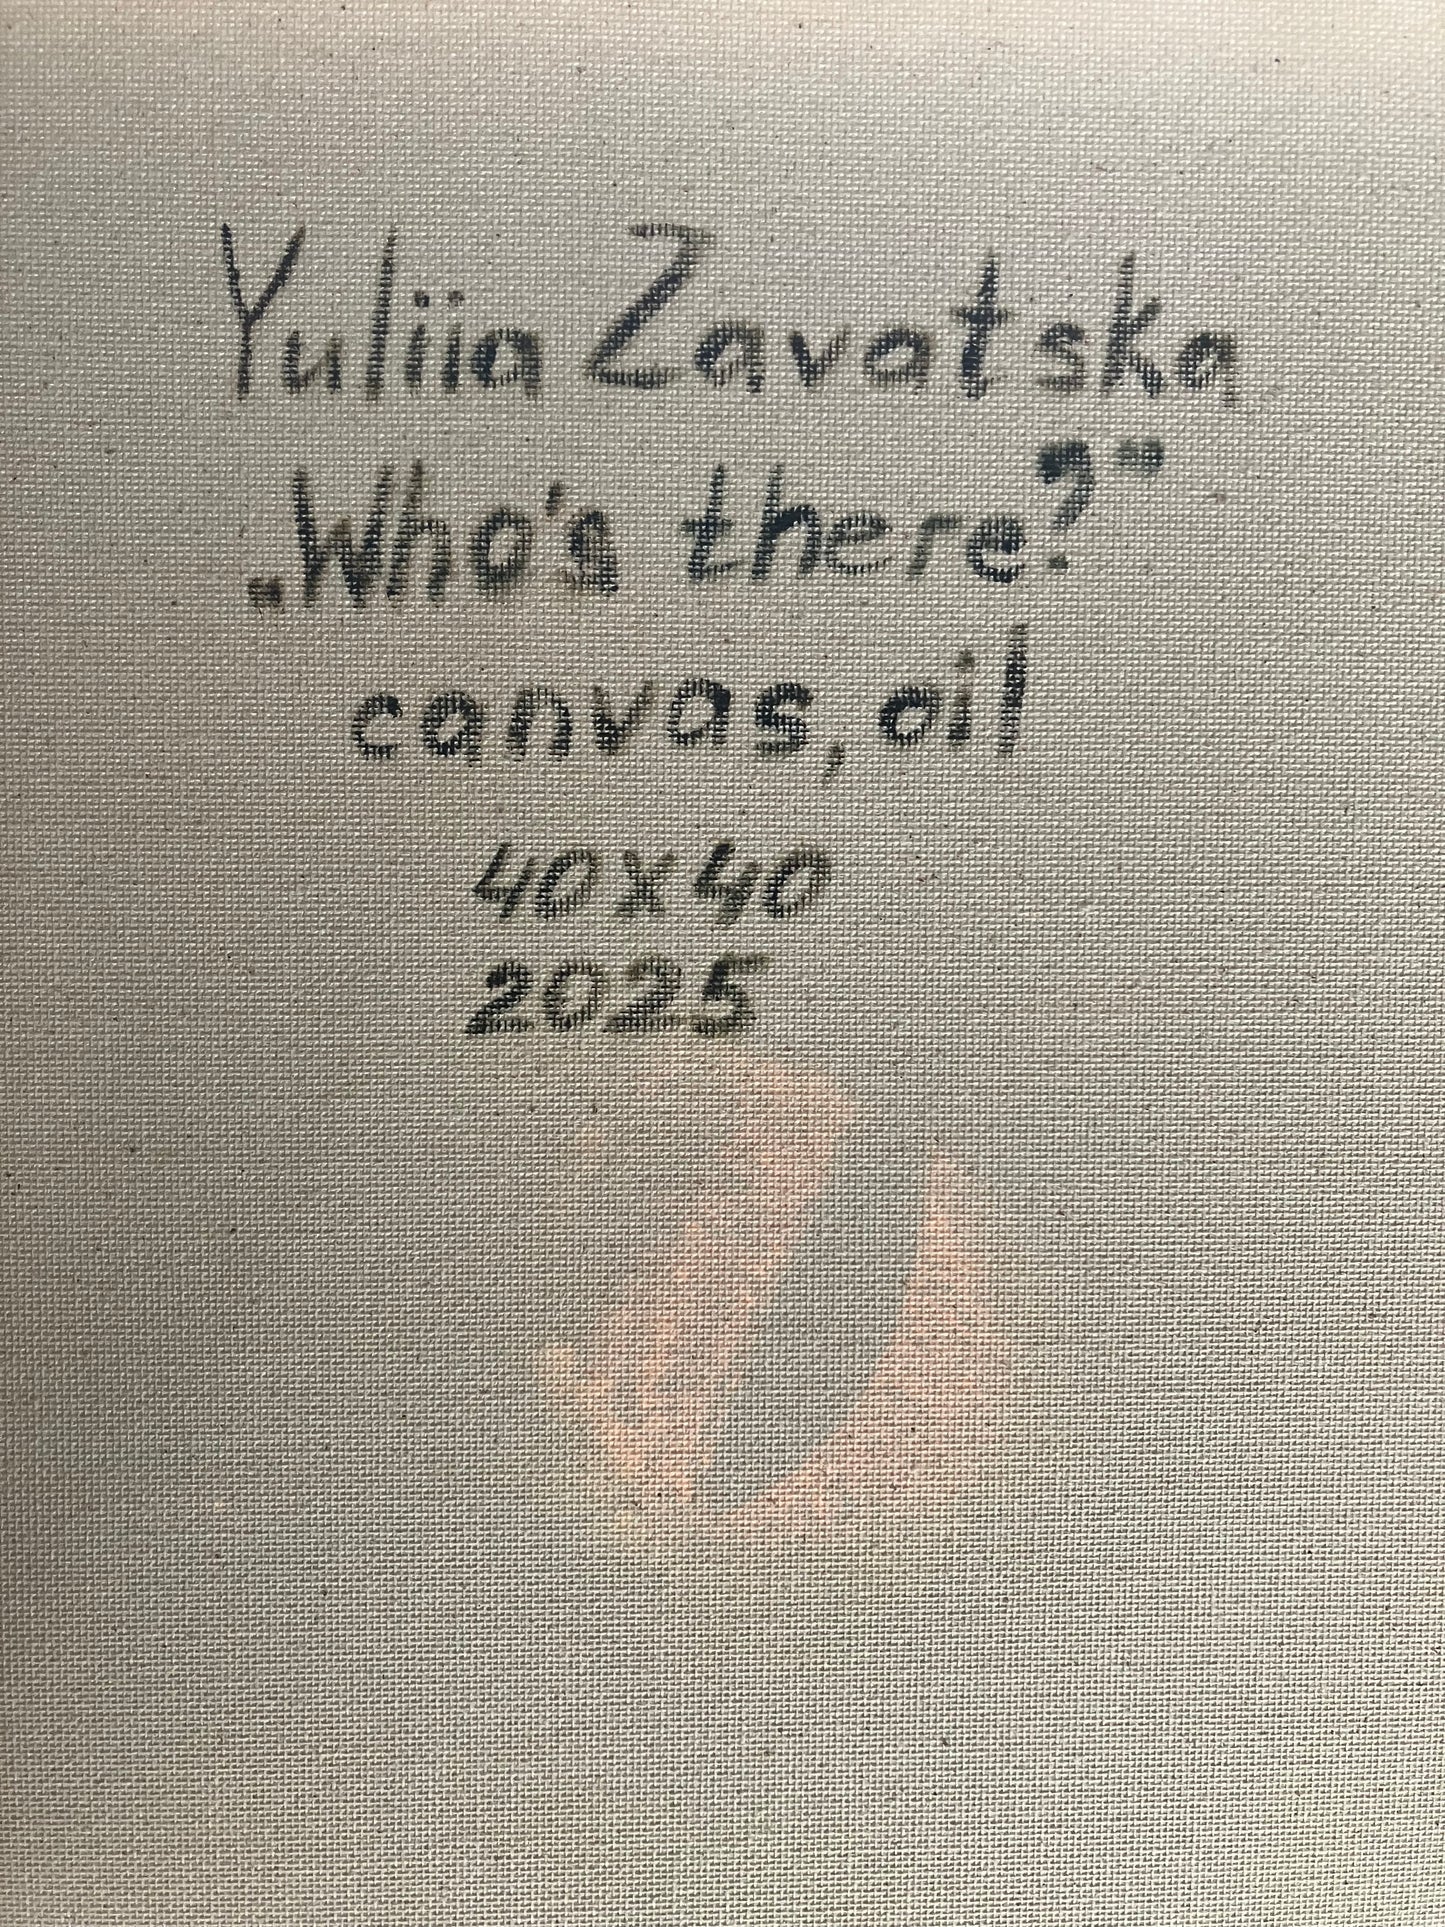 Yuliia Zavatska
„Who's there?"
canvas, oil
40x40
2025